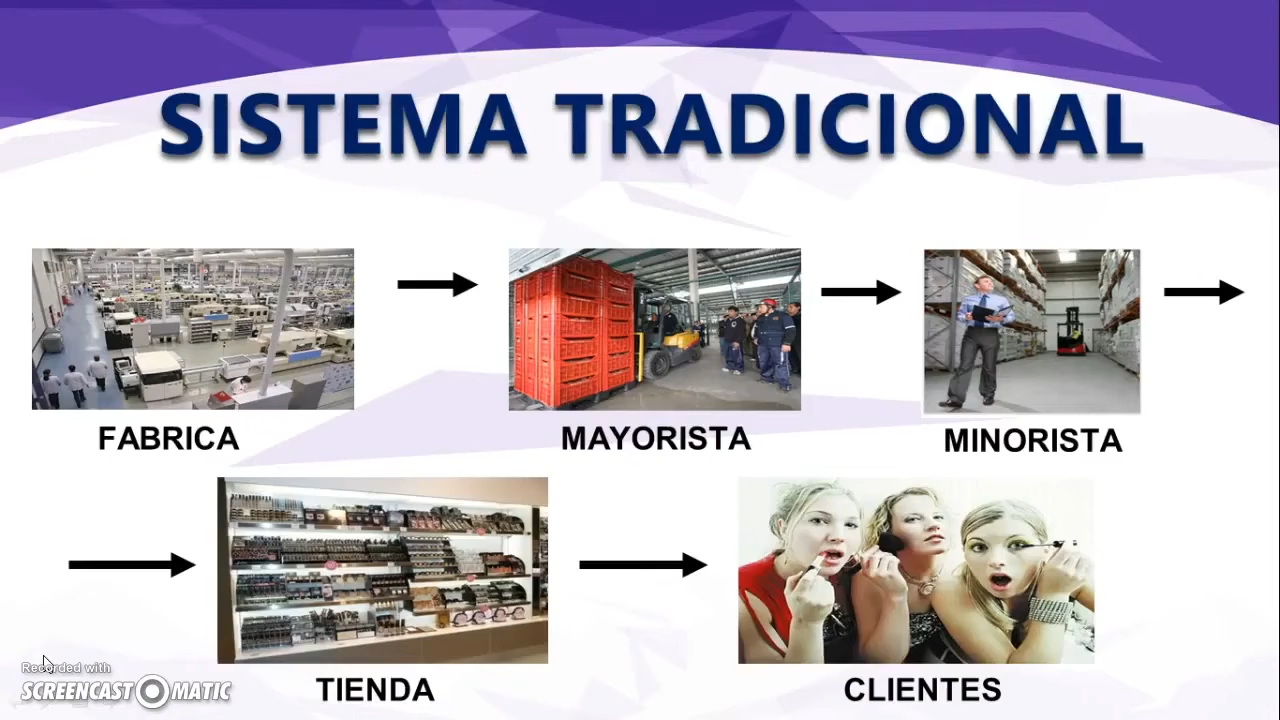 SISTEMA TRADICIONAL
FABRICA
MAYORISTA
MINORISTA
TIENDA
CLIENTES
Recorded with
SCREENCAST MATIC